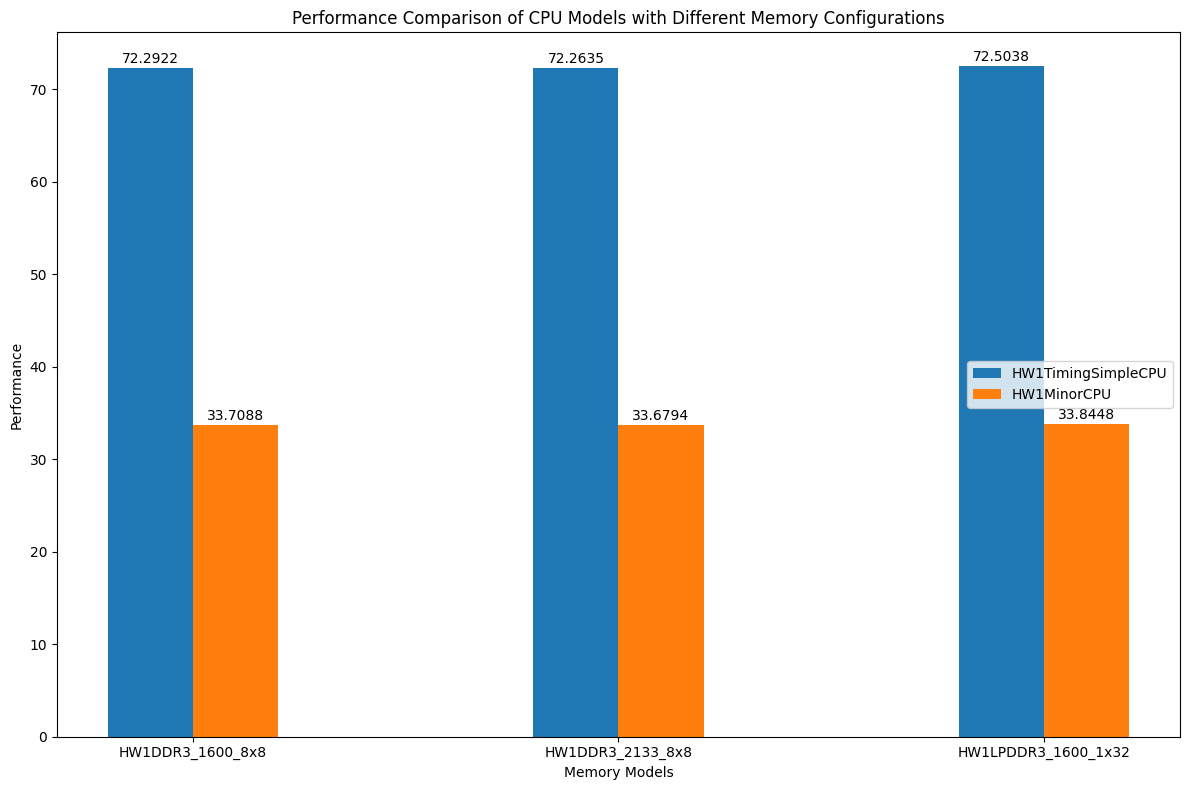 Performance Comparison of CPU Models with Different Memory Configurations
72.2922
72.2635
72.5038
33.7088
33.6794
33.8448
HW1TimingSimpleCPU
HW1MinorCPU
Performance
70
60
50
40
30
20
10
0
HW1DDR3_1600_8x8
HW1DDR3_2133_8x8
HW1LPDDR3_1600_1x32
Memory Models